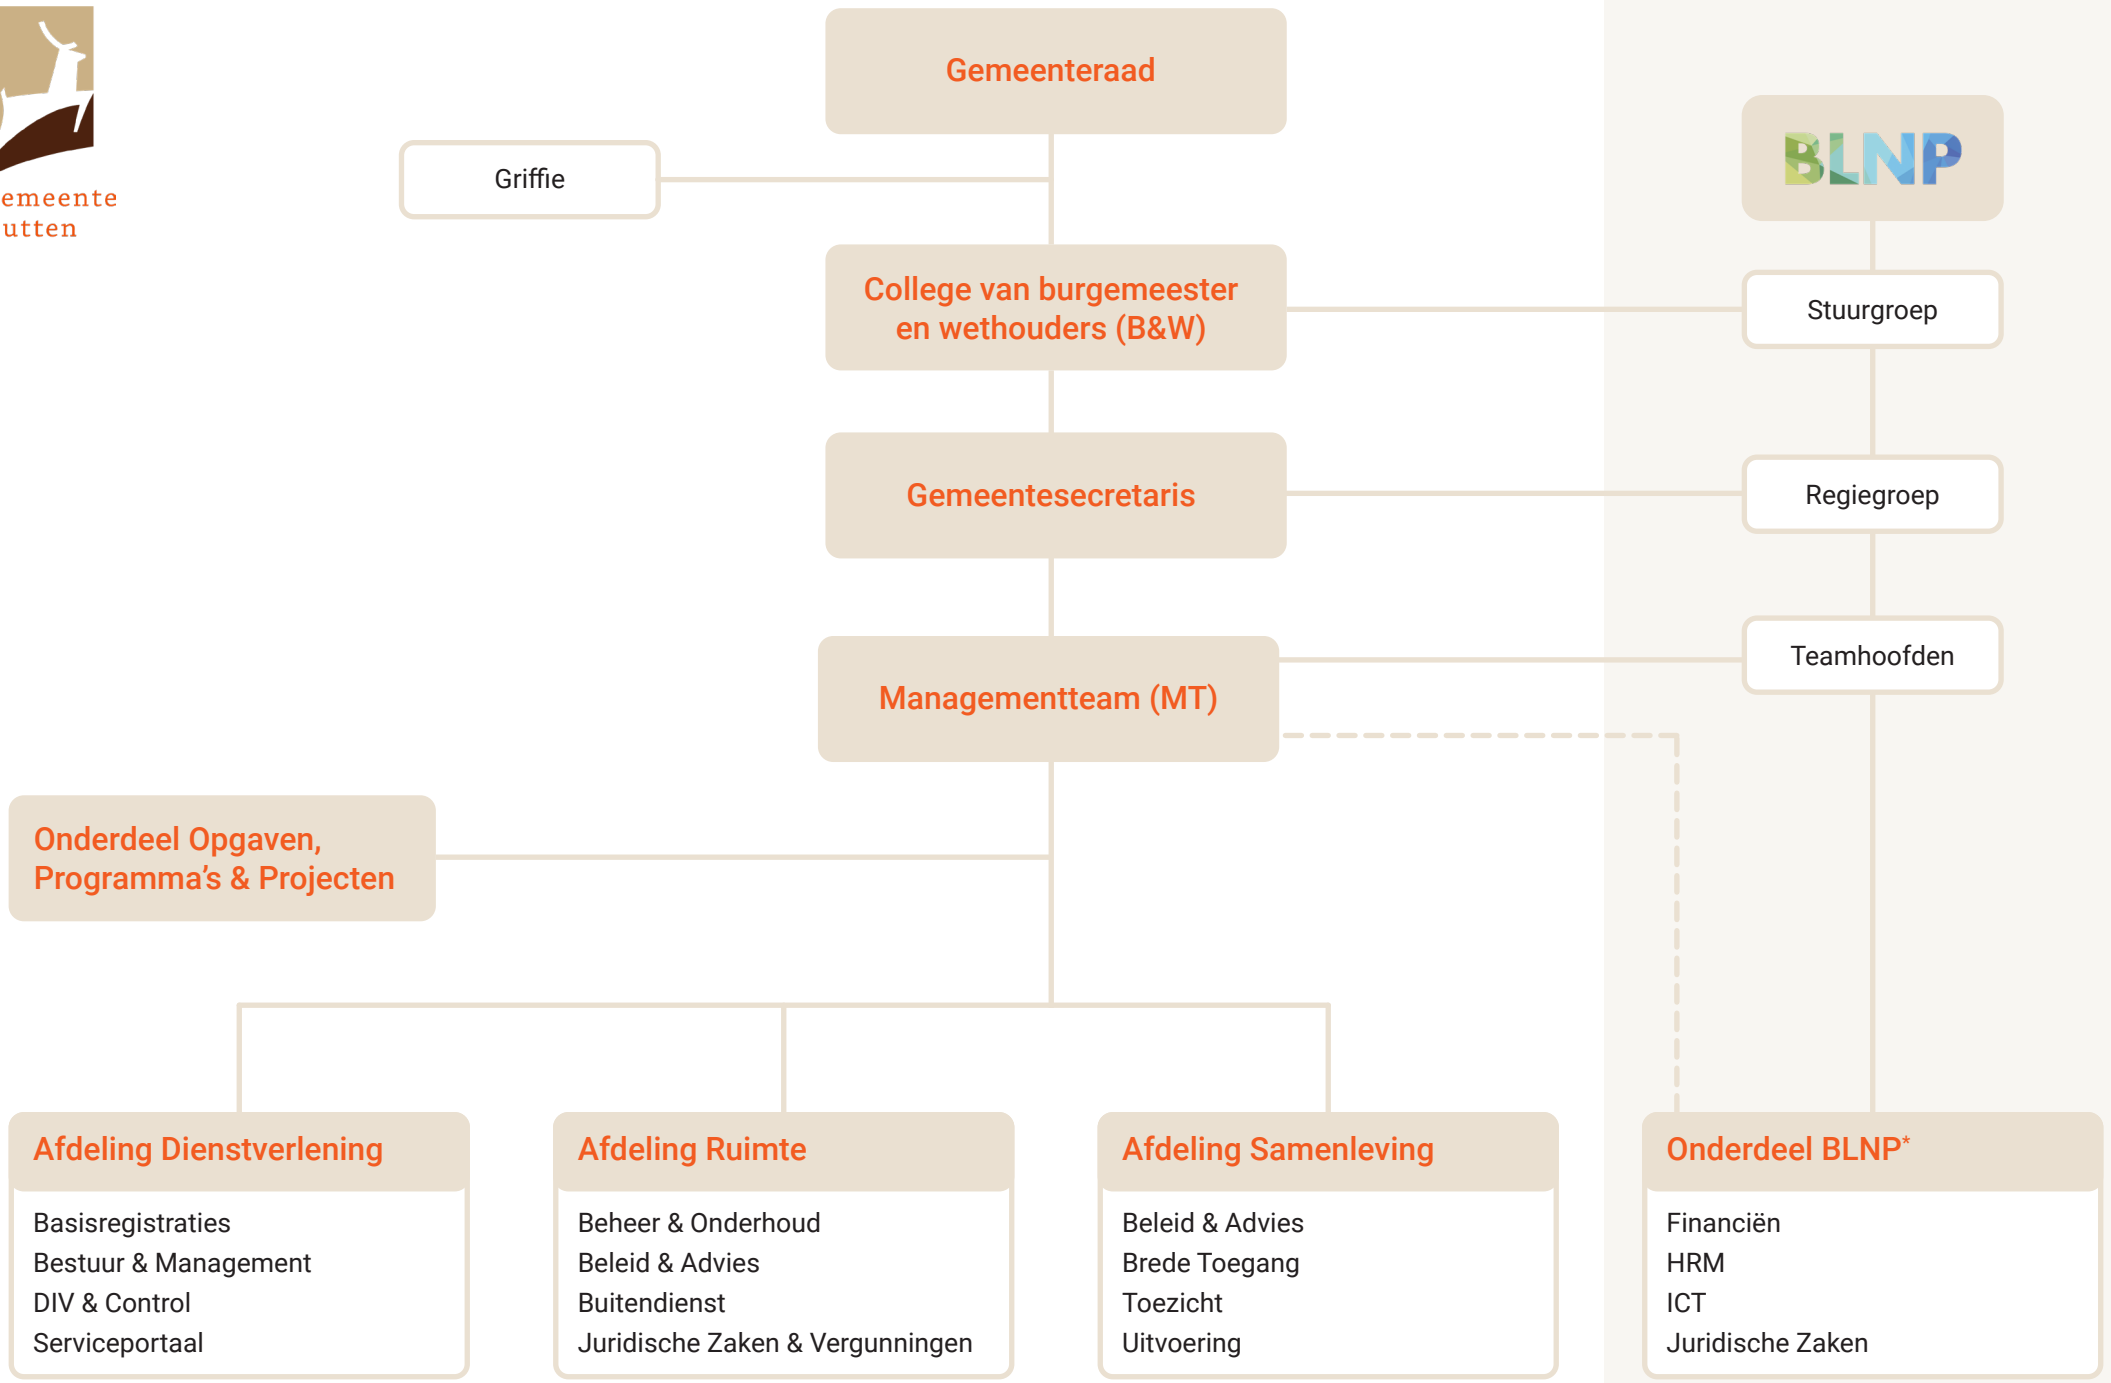 emeente
utten
Gemeenteraad
Griffie
BLNP
College van burgemeester
en wethouders (B&W)
Stuurgroep
Gemeentesecretaris
Regiegroep
Managementteam (MT)
Teamhoofden
Onderdeel Opgaven,
Programma’s & Projecten
Afdeling Dienstverlening
Basisregistraties
Bestuur & Management
DIV & Control
Serviceportaal
Afdeling Ruimte
Beheer & Onderhoud
Beleid & Advies
Buitendienst
Juridische Zaken & Vergunningen
Afdeling Samenleving
Beleid & Advies
Brede Toegang
Toezicht
Uitvoering
Onderdeel BLNP*
Financiën
HRM
ICT
Juridische Zaken